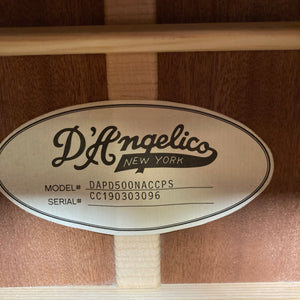 D'Angelico
NEW YORK
MODEL# DAPD500NACCPS
SERIAL# CC190303096